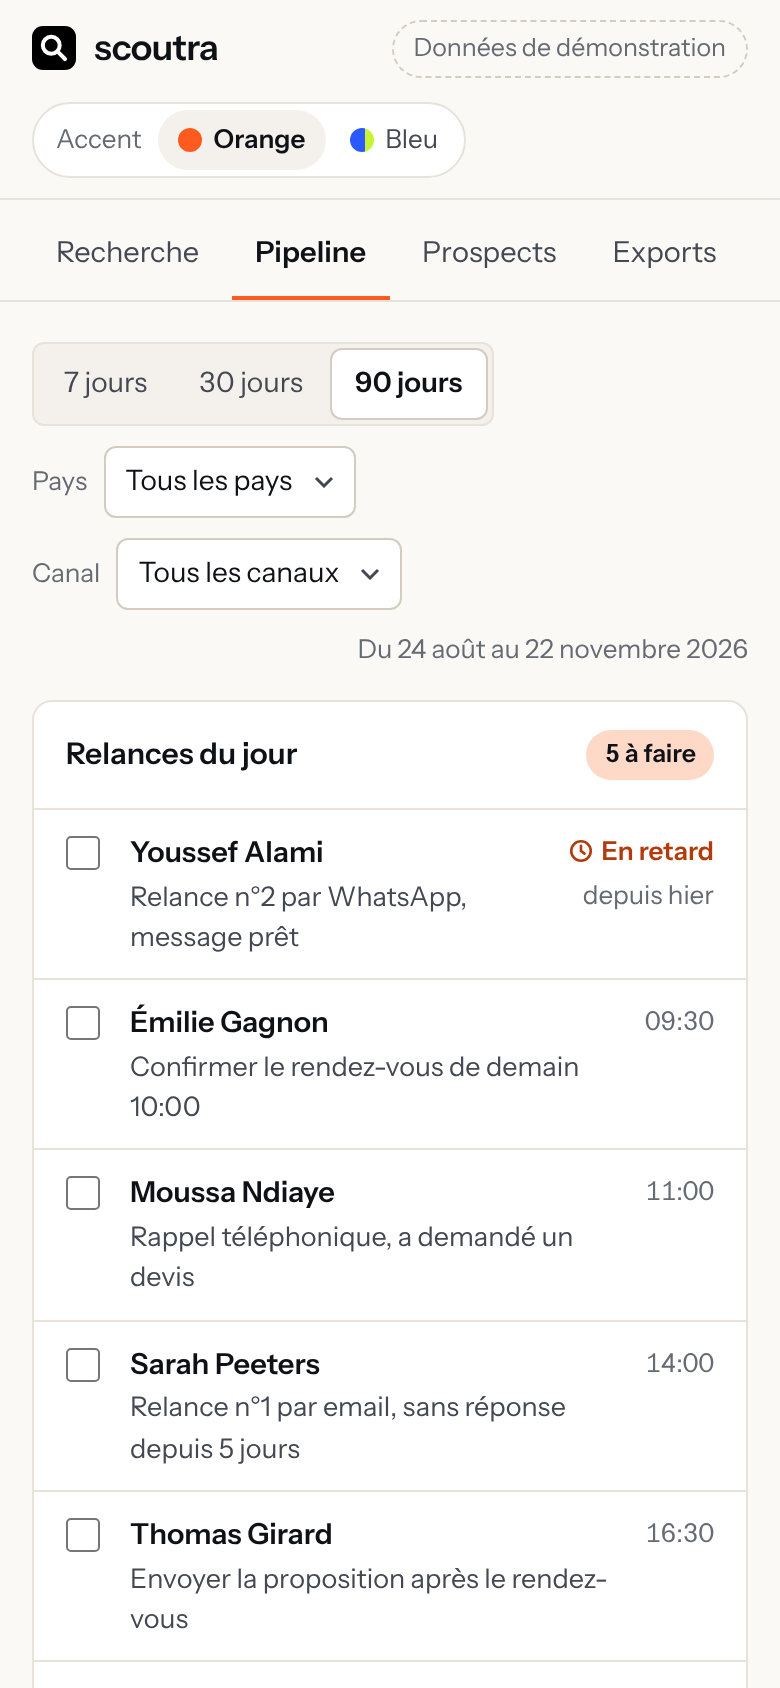 scoutra
Données de démonstration
Accent
Orange
Bleu
Recherche
Pipeline
Prospects
Exports
7 jours
30 jours
90 jours
Pays
Tous les pays
Canal
Tous les canaux
Du 24 août au 22 novembre 2026
Relances du jour
5 à faire
Youssef Alami
En retard
Relance n°2 par WhatsApp,
message prêt
depuis hier
Émilie Gagnon
09:30
Confirmer le rendez-vous de demain
10:00
Moussa Ndiaye
11:00
Rappel téléphonique, a demandé un
devis
Sarah Peeters
14:00
Relance n°1 par email, sans réponse
depuis 5 jours
Thomas Girard
16:30
Envoyer la proposition après le rendez-
vous